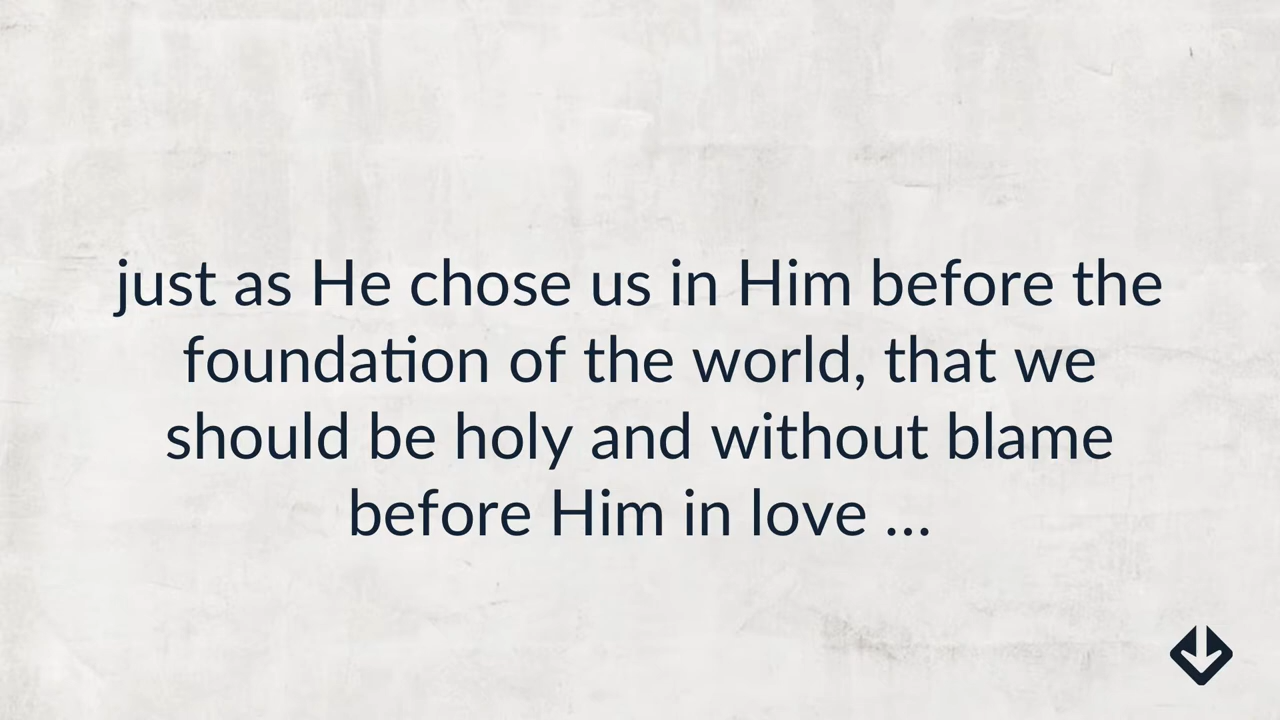 just as He chose us in Him before the
foundation of the world, that we
should be holy and without blame
before Him in love ...